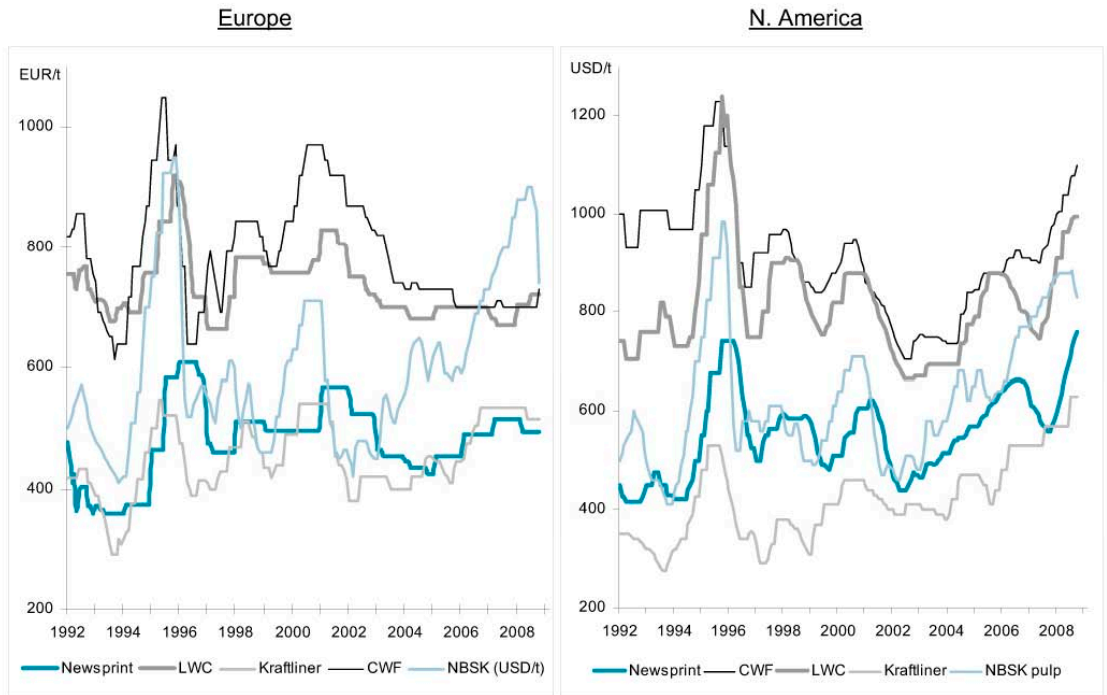 Europe
N. America
EUR/t
1000
800
600
400
200
1992 1994 1996 1998 2000 2002 2004 2006 2008
Newsprint LWC Kraftliner CWF NBSK (USD/t)
USD/t
1200
1000
800
600
400
200
1992 1994 1996 1998 2000 2002 2004 2006 2008
Newsprint CWF LWC Kraftliner NBSK pulp